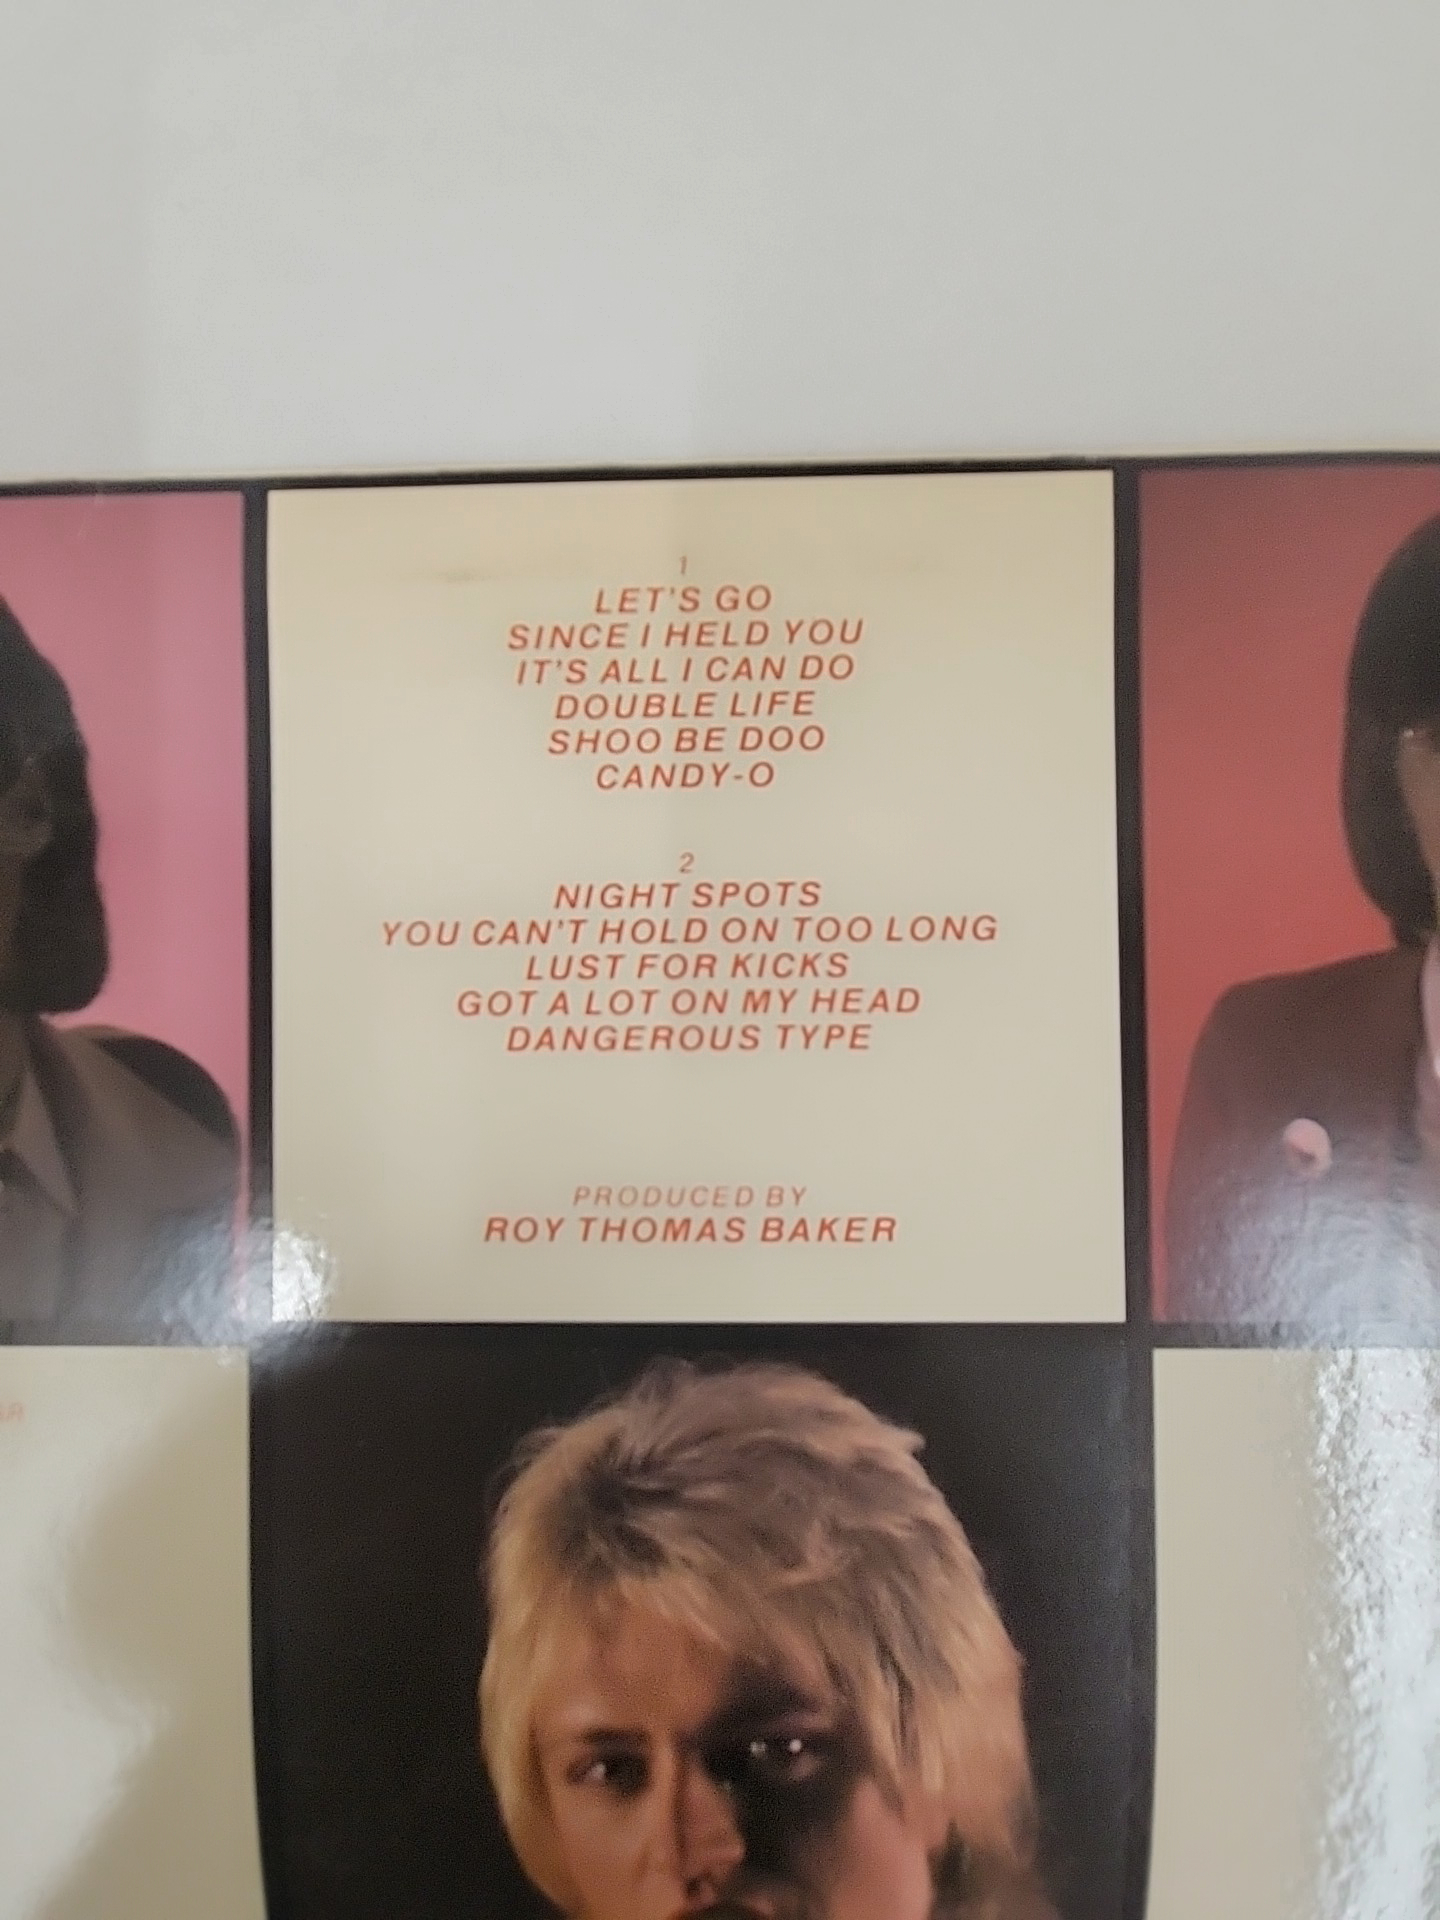 1
LET'S GO
SINCE I HELD YOU
IT'S ALL I CAN DO
DOUBLE LIFE
SHOO BE DOO
CANDY-O
2
NIGHT SPOTS
YOU CAN'T HOLD ON TOO LONG
LUST FOR KICKS
GOT A LOT ON MY HEAD
DANGEROUS TYPE
PRODUCED BY
ROY THOMAS BAKER